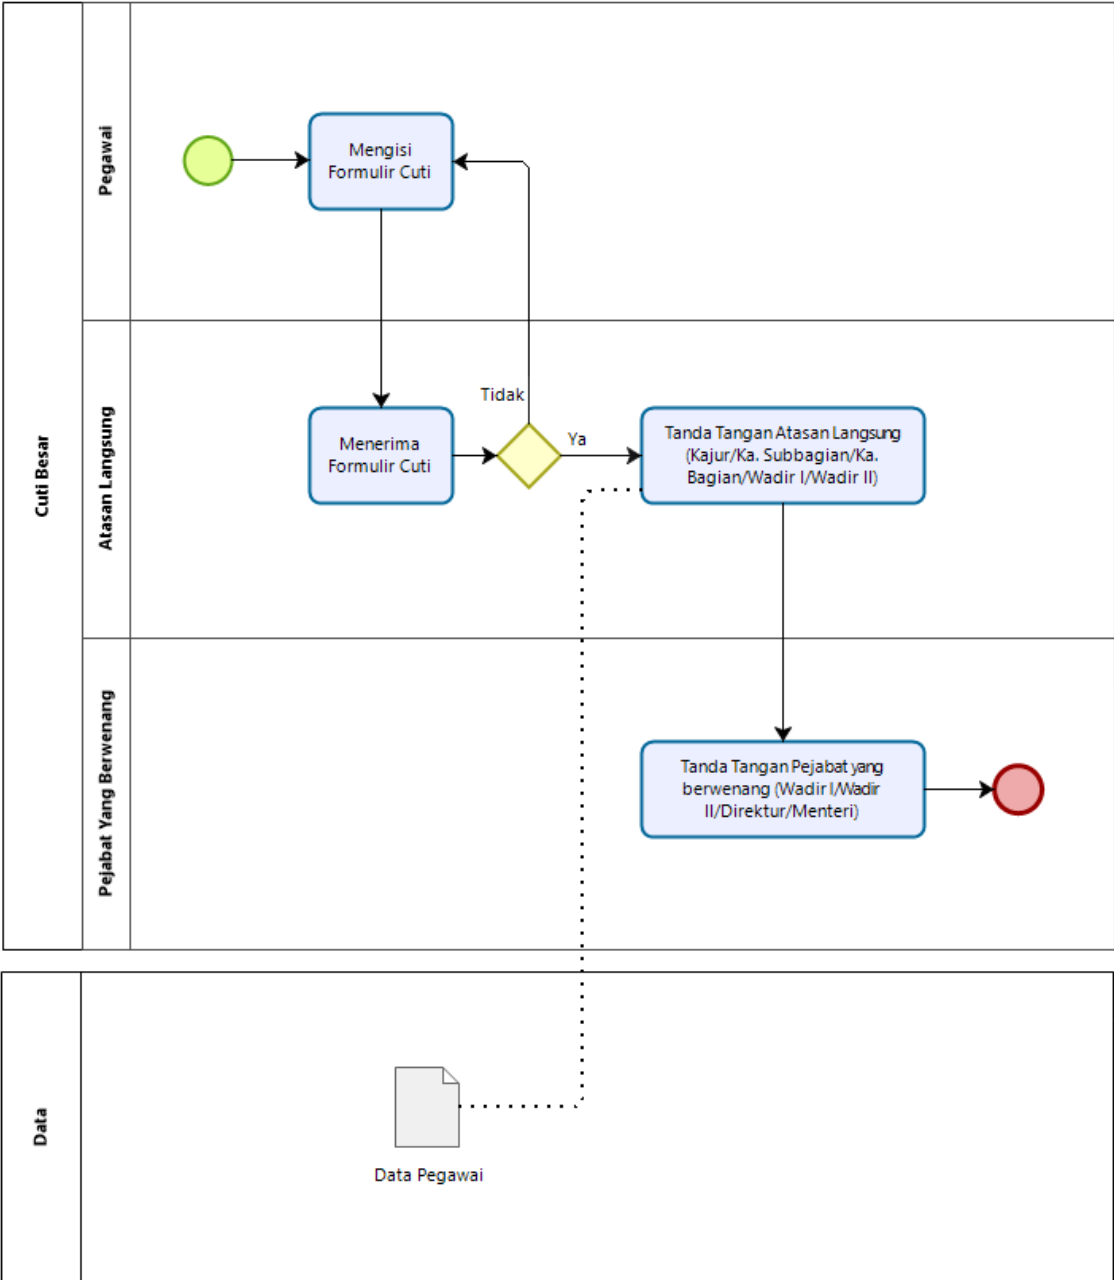 Cuti Besar
Pegawai
Mengisi
Formulir Cuti
Atasan Langsung
Menerima
Formulir Cuti
Tidak
Ya
Tanda Tangan Atasan Langsung
(Kajur/Ka. Subbagian/Ka.
Bagian/Wadir I/Wadir II)
Pejabat Yang Berwenang
Tanda Tangan Pejabat yang
berwenang (Wadir I/Wadir
II/Direktur/Menteri)
Data
Data Pegawai